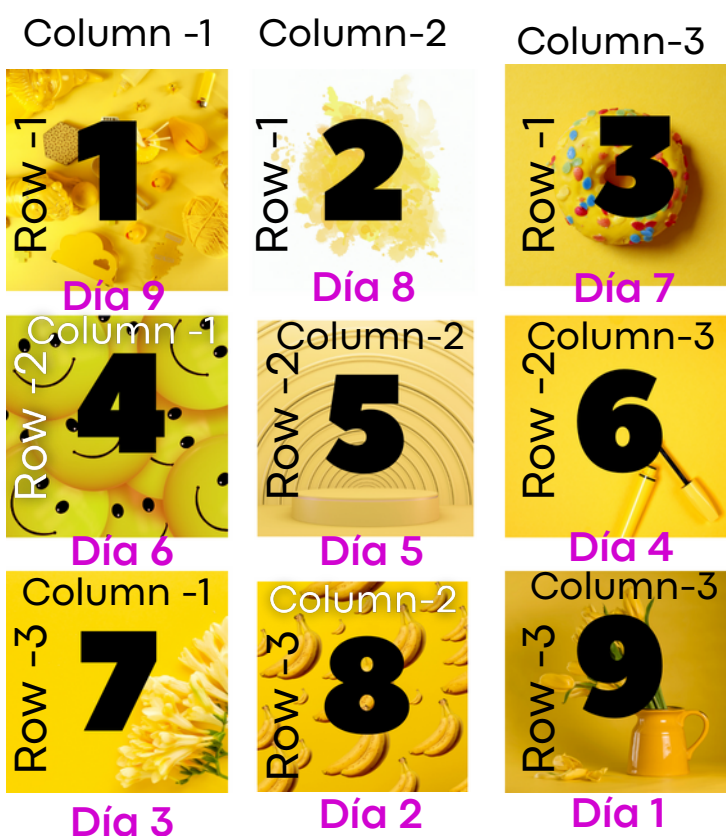 Column -1 Column-2 Column-3
Row -1 1 Row -1 2 Row -1 3
Día 9 Día 8 Día 7
Column -1 Column-2 Column-3
Row -2 4 Row -2 5 Row -2 6
Día 6 Día 5 Día 4
Column -1 Column-2 Column-3
Row -3 7 Row -3 8 Row -3 9
Día 3 Día 2 Día 1